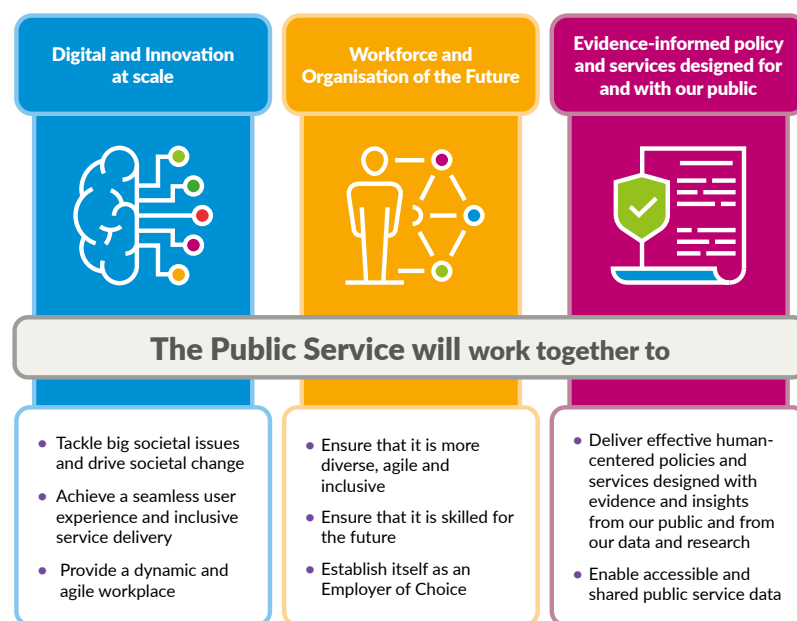 Digital and Innovation
at scale
Workforce and
Organisation of the Future
Evidence-informed policy
and services designed for
and with our public
The Public Service will work together to
• Tackle big societal issues
and drive societal change
• Achieve a seamless user
experience and inclusive
service delivery
• Provide a dynamic and
agile workplace
• Ensure that it is more
diverse, agile and
inclusive
• Ensure that it is skilled for
the future
• Establish itself as an
Employer of Choice
• Deliver effective human-
centered policies and
services designed with
evidence and insights
from our public and from
our data and research
• Enable accessible and
shared public service data